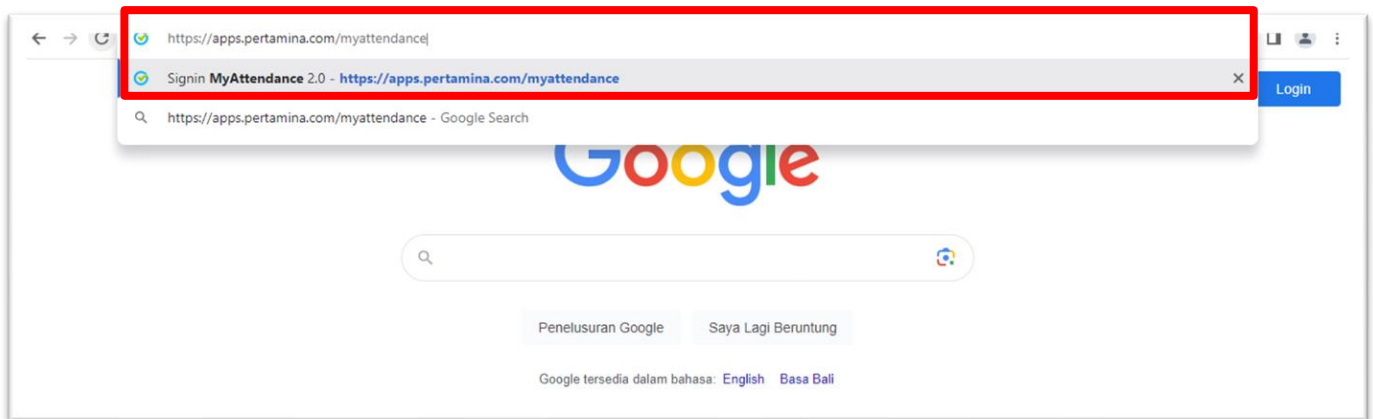 https://apps.pertamina.com/myattendance
Signin MyAttendance 2.0 - https://apps.pertamina.com/myattendance
Login
https://apps.pertamina.com/myattendance - Google Search
Google
Penelusuran Google Saya Lagi Beruntung
Google tersedia dalam bahasa: English Basa Bali